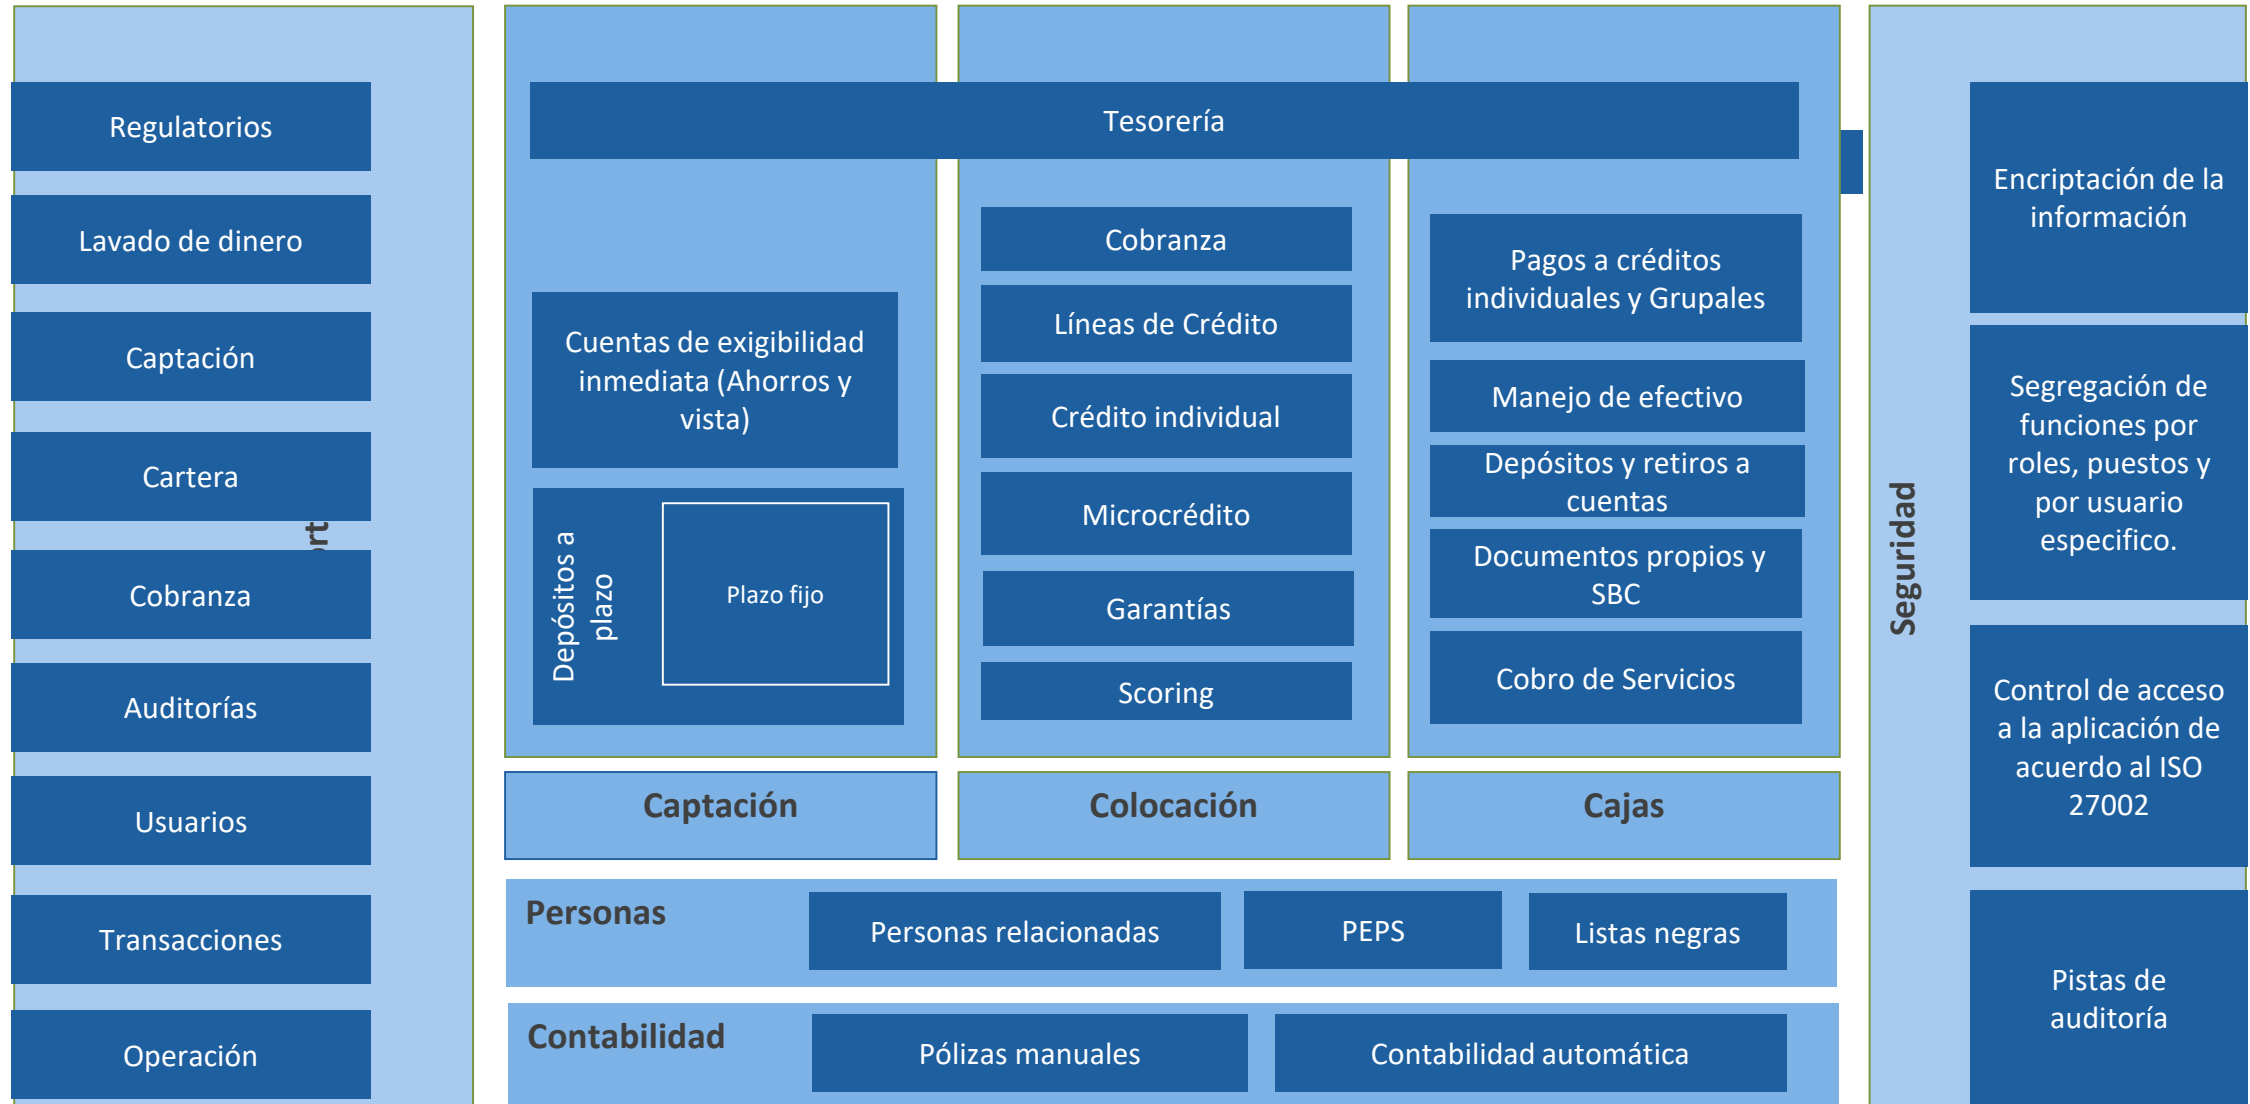 Regulatorios
Lavado de dinero
Captación
Cartera
Cobranza
Auditorías
Usuarios
Transacciones
Operación
Tesorería
Cuentas de exigibilidad
inmediata (Ahorros y
vista)
Depósitos a
plazo
Plazo fijo
Captación
Cobranza
Líneas de Crédito
Crédito individual
Microcrédito
Garantías
Scoring
Colocación
Pagos a créditos
individuales y Grupales
Manejo de efectivo
Depósitos y retiros a
cuentas
Documentos propios y
SBC
Cobro de Servicios
Cajas
Personas
Personas relacionadas
PEPS
Listas negras
Contabilidad
Pólizas manuales
Contabilidad automática
Seguridad
Encriptación de la
información
Segregación de
funciones por
roles, puestos y
por usuario
especifico.
Control de acceso
a la aplicación de
acuerdo al ISO
27002
Pistas de
auditoría